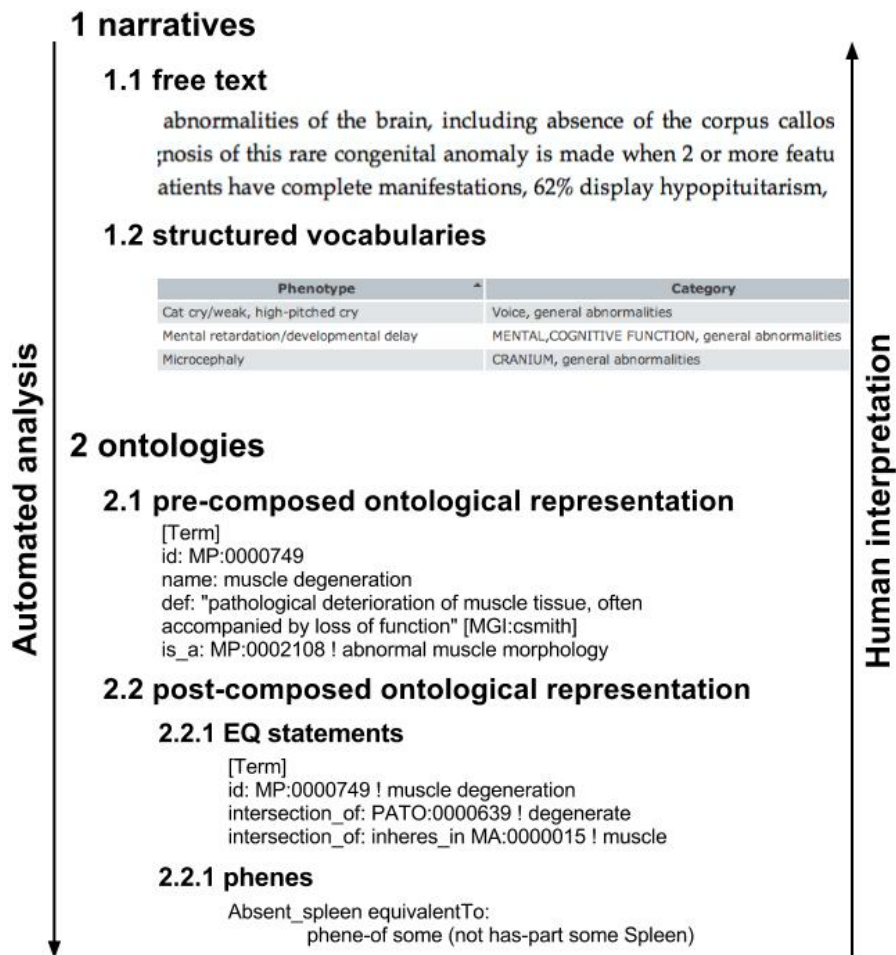 1 narratives
1.1 free text
abnormalities of the brain, including absence of the corpus callos
gnosis of this rare congenital anomaly is made when 2 or more featu
atients have complete manifestations, 62% display hypopituitarism,
1.2 structured vocabularies
Phenotype Category
Cat cry/weak, high-pitched cry Voice, general abnormalities
Mental retardation/developmental delay MENTAL,COGNITIVE FUNCTION, general abnormalities
Microcephaly CRANIUM, general abnormalities
Automated analysis
Human interpretation
2 ontologies
2.1 pre-composed ontological representation
[Term]
id: MP:0000749
name: muscle degeneration
def: "pathological deterioration of muscle tissue, often
accompanied by loss of function" [MGI:csmith]
is_a: MP:0002108 ! abnormal muscle morphology
2.2 post-composed ontological representation
2.2.1 EQ statements
[Term]
id: MP:0000749 ! muscle degeneration
intersection_of: PATO:0000639 ! degenerate
intersection_of: inheres_in MA:0000015 ! muscle
2.2.1 phenes
Absent_spleen equivalentTo:
phene-of some (not has-part some Spleen)